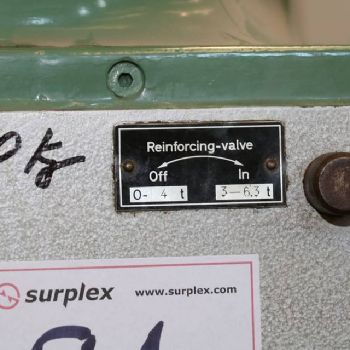 Reinforcing-valve
Off In
0- 4 t 3-6,3 t
surplex www.surplex.com